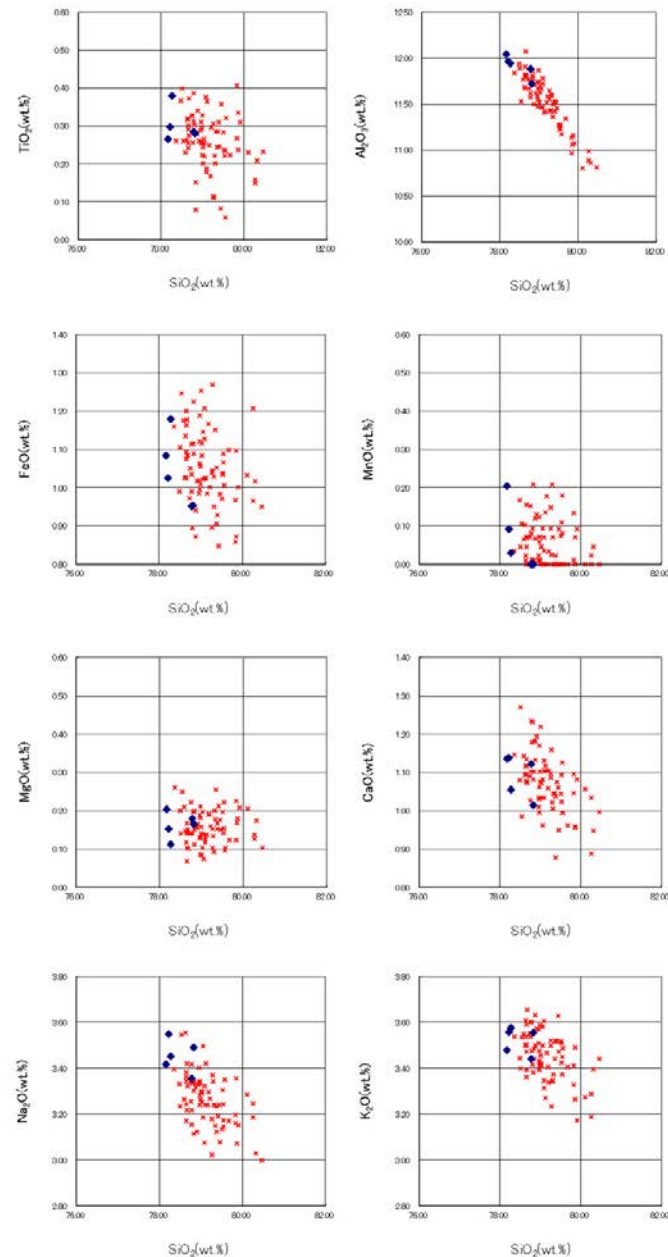 0.60
0.50
0.40
0.30
0.20
0.10
0.00
TiO₂(wt.%)
76.00 78.00 80.00 82.00
SiO₂(wt.%)
12.50
12.00
11.50
11.00
10.50
10.00
Al₂O₃(wt.%)
76.00 78.00 80.00 82.00
SiO₂(wt.%)
1.40
1.30
1.20
1.10
1.00
0.90
0.80
FeO(wt.%)
76.00 78.00 80.00 82.00
SiO₂(wt.%)
0.60
0.50
0.40
0.30
0.20
0.10
0.00
MnO(wt.%)
76.00 78.00 80.00 82.00
SiO₂(wt.%)
0.60
0.50
0.40
0.30
0.20
0.10
0.00
MgO(wt.%)
76.00 78.00 80.00 82.00
SiO₂(wt.%)
1.40
1.30
1.20
1.10
1.00
0.90
0.80
CaO(wt.%)
76.00 78.00 80.00 82.00
SiO₂(wt.%)
3.80
3.60
3.40
3.20
3.00
2.80
Na₂O(wt.%)
76.00 78.00 80.00 82.00
SiO₂(wt.%)
3.80
3.60
3.40
3.20
3.00
2.80
K₂O(wt.%)
76.00 78.00 80.00 82.00
SiO₂(wt.%)